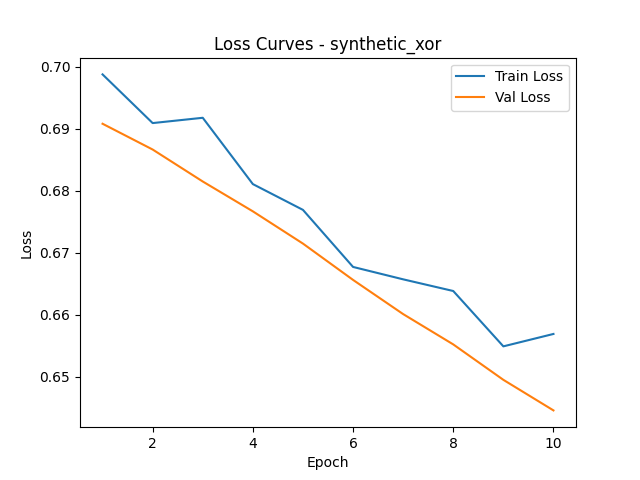 Loss Curves - synthetic_xor
Train Loss
Val Loss
0.70
0.69
0.68
0.67
0.66
0.65
Loss
2 4 6 8 10
Epoch